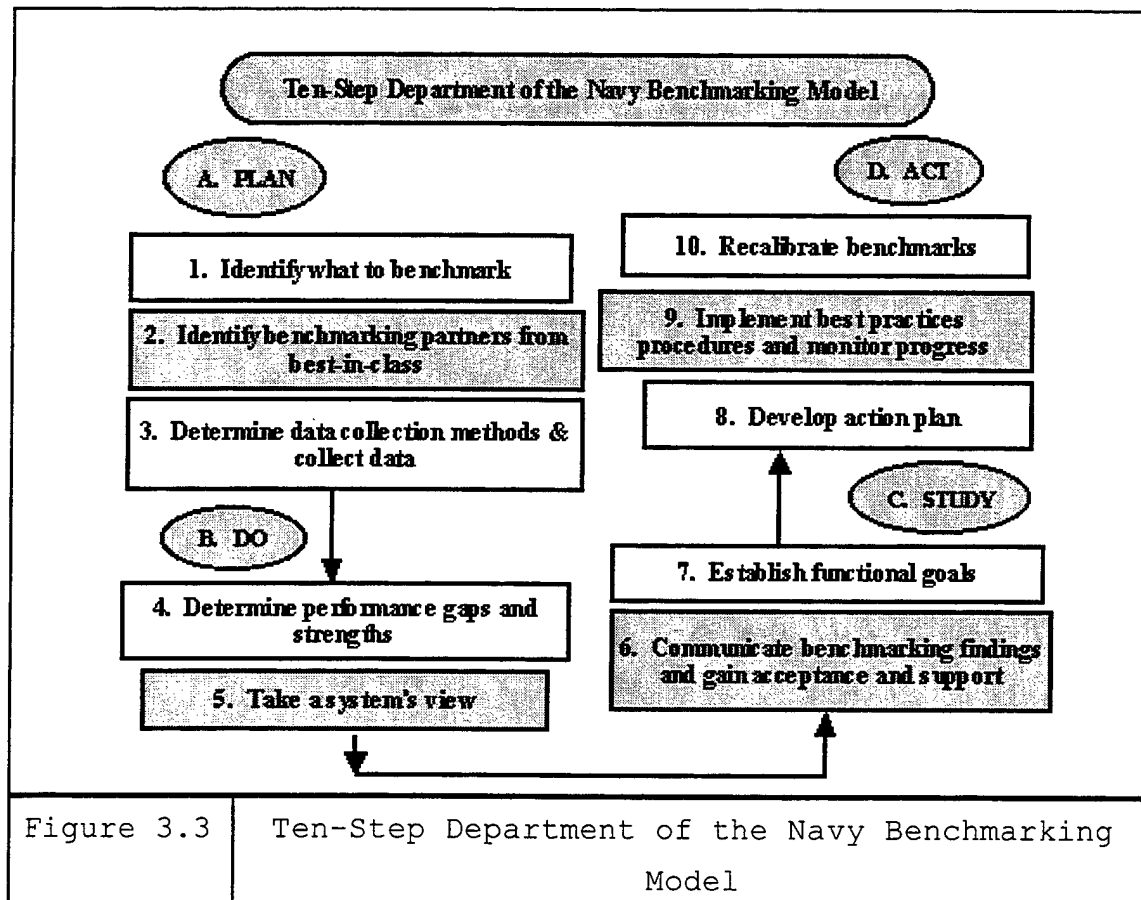 Ten-Step Department of the Navy Benchmarking Model
A. PLAN
1. Identify what to benchmark
2. Identify benchmarking partners from
best-in-class
3. Determine data collection methods &
collect data
B. DO
4. Determine performance gaps and
strengths
5. Take a system's view
D. ACT
10. Recalibrate benchmarks
9. Implement best practices
procedures and monitor progress
8. Develop action plan
C. STUDY
7. Establish functional goals
6. Communicate benchmarking findings
and gain acceptance and support
Figure 3.3
Ten-Step Department of the Navy Benchmarking
Model